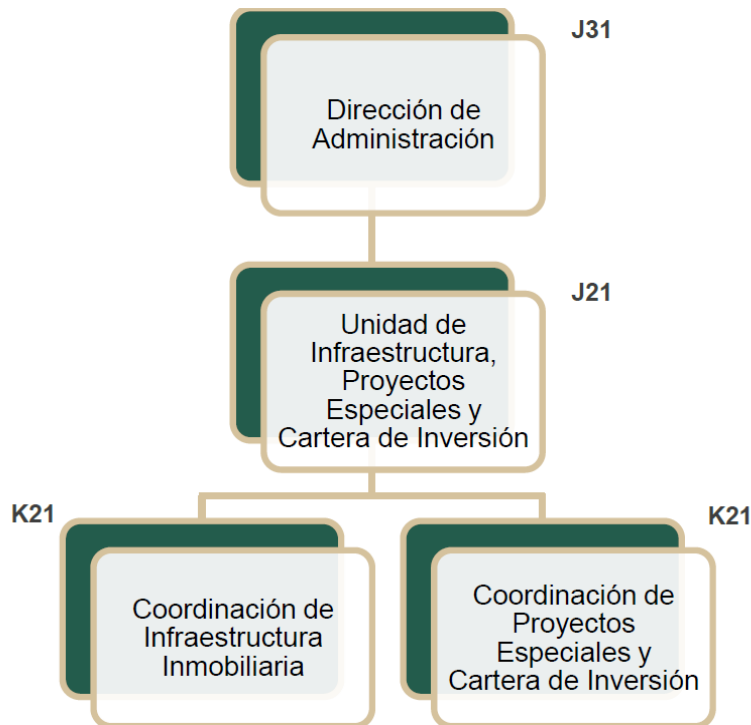 J31
Dirección de
Administración
J21
Unidad de
Infraestructura,
Proyectos
Especiales y
Cartera de Inversión
K21
K21
Coordinación de
Infraestructura
Inmobiliaria
Coordinación de
Proyectos
Especiales y
Cartera de Inversión